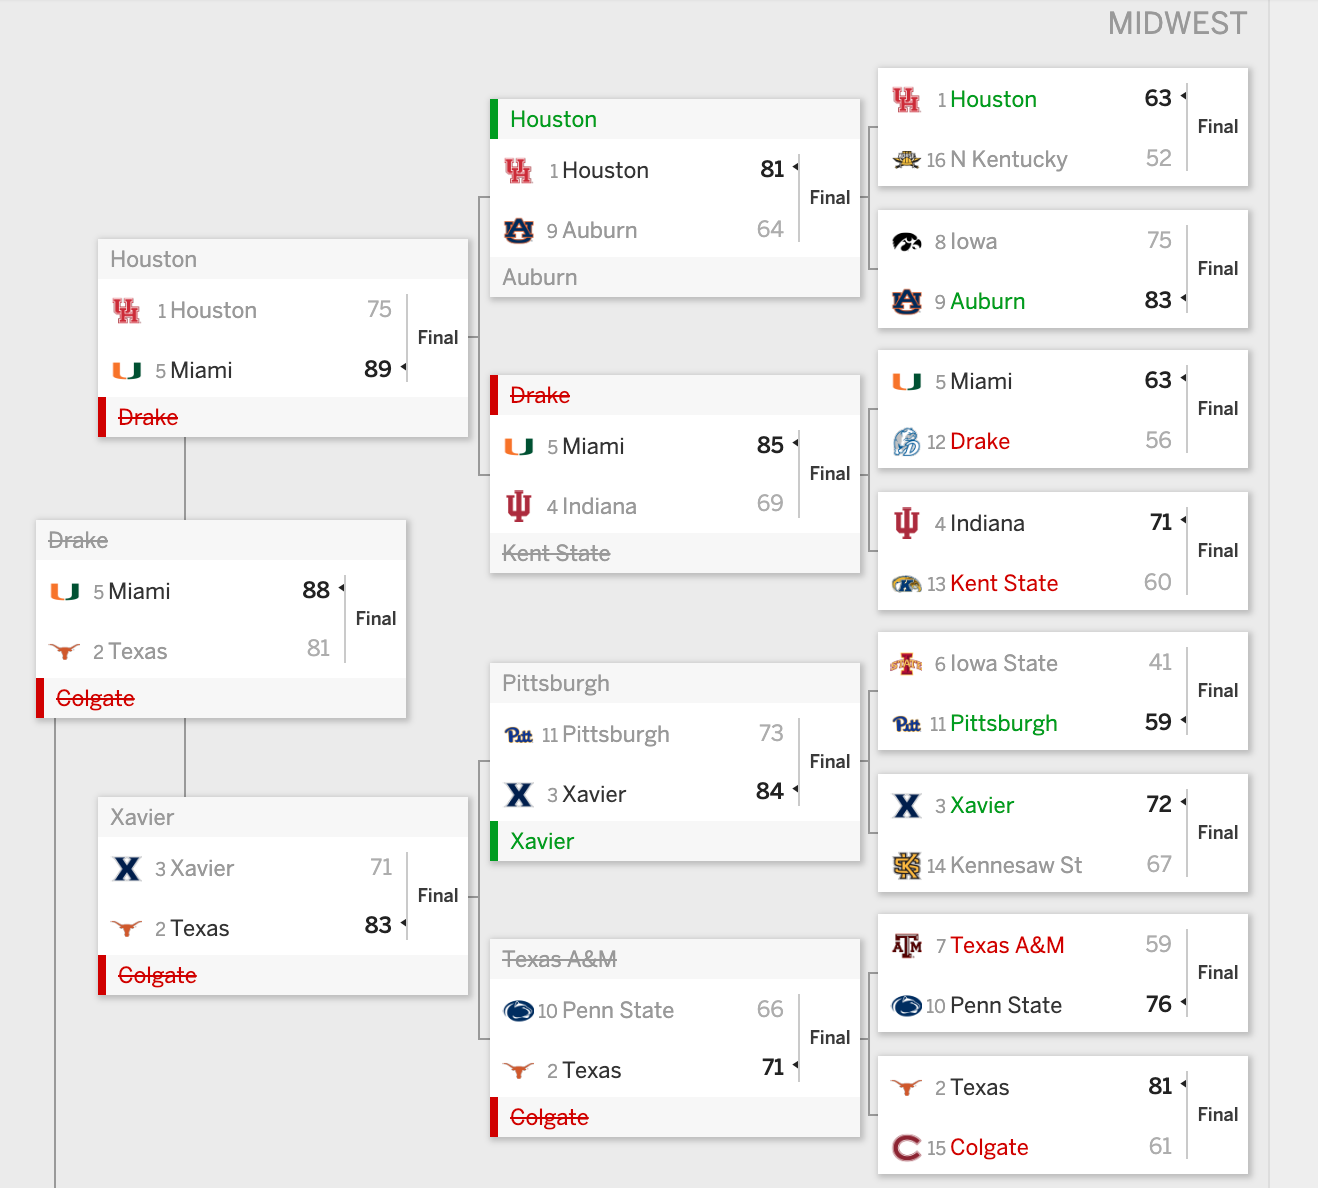 MIDWEST
1 Houston 63
16 N Kentucky 52
Final
8 Iowa 75
9 Auburn 83
Final
5 Miami 63
12 Drake 56
Final
4 Indiana 71
13 Kent State 60
Final
6 Iowa State 41
11 Pittsburgh 59
Final
3 Xavier 72
14 Kennesaw St 67
Final
7 Texas A&M 59
10 Penn State 76
Final
2 Texas 81
15 Colgate 61
Final
Houston
1 Houston 81
9 Auburn 64
Final
Auburn
Drake
5 Miami 85
4 Indiana 69
Final
Kent State
Pittsburgh
11 Pittsburgh 73
3 Xavier 84
Final
Xavier
Texas A&M
10 Penn State 66
2 Texas 71
Final
Colgate
Houston
1 Houston 75
5 Miami 89
Final
Drake
Xavier
3 Xavier 71
2 Texas 83
Final
Colgate
Drake
5 Miami 88
2 Texas 81
Final
Colgate